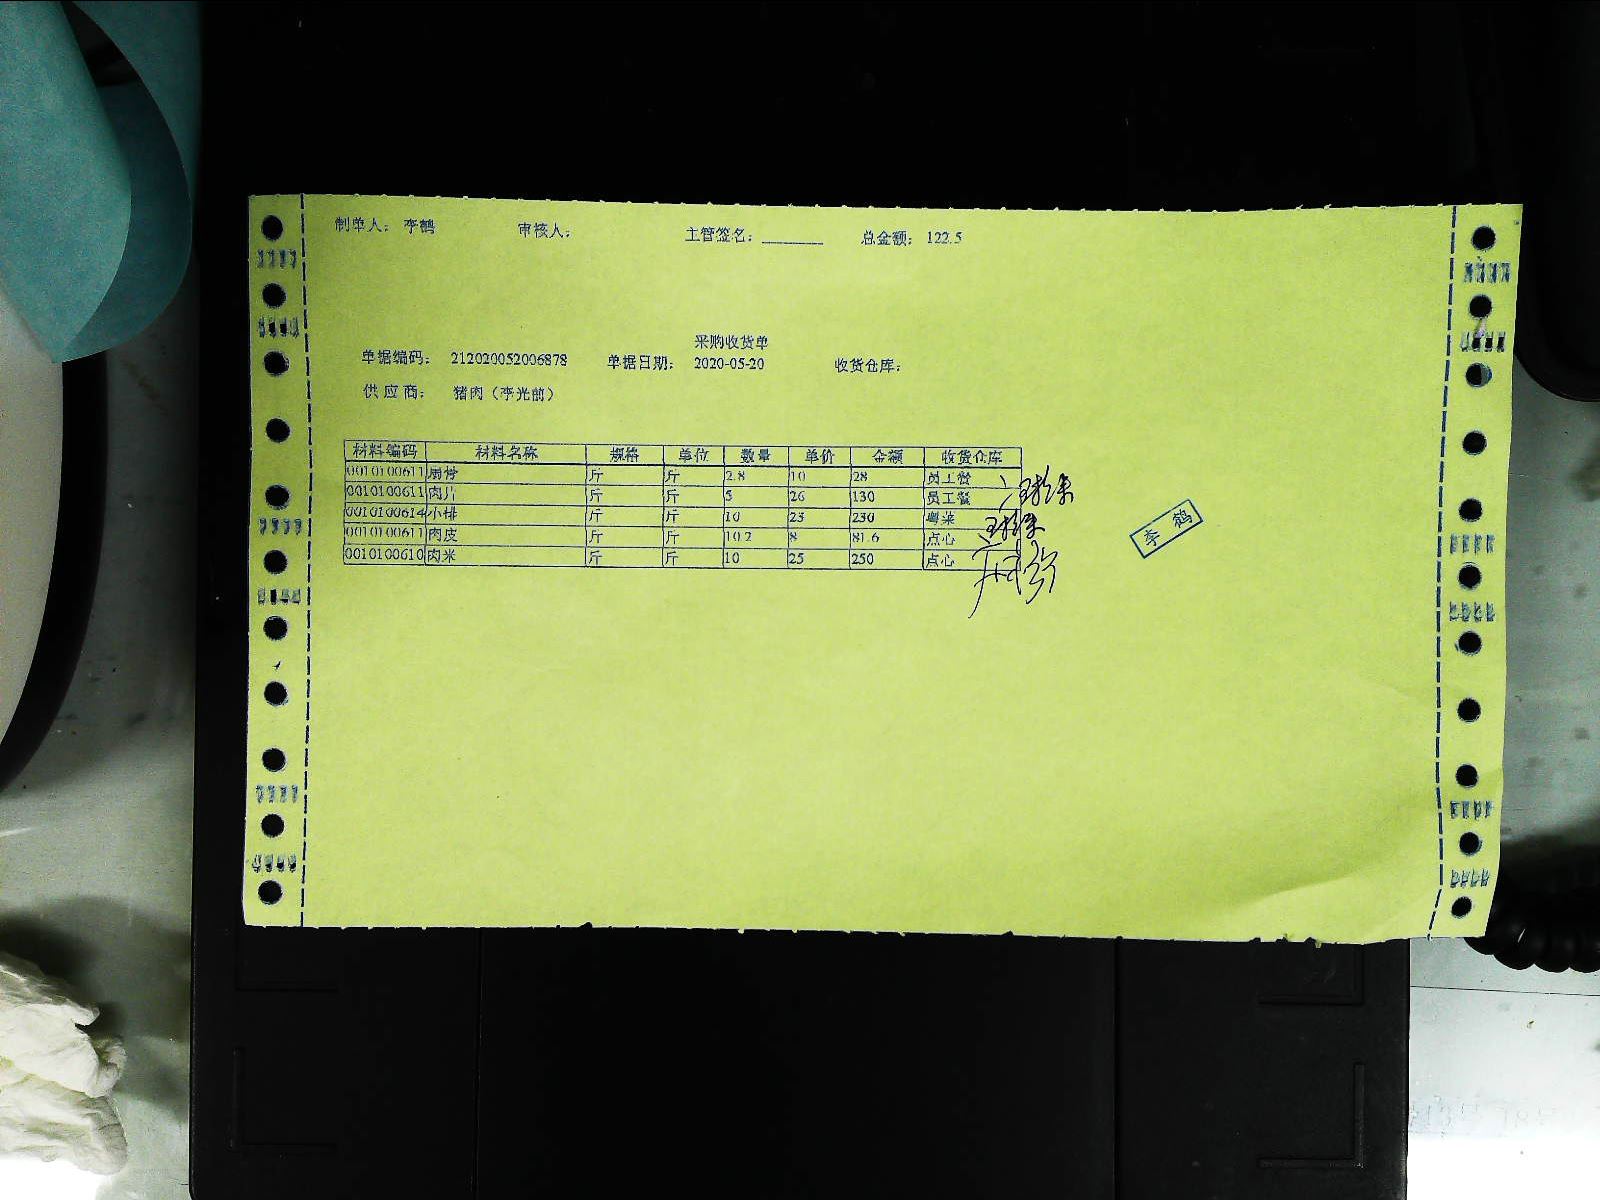 制单人： 李鹤 审核人： 主管签名：________ 总金额： 122.5
采购收货单
单据编码： 212020052006878 单据日期： 2020-05-20 收货仓库：
供应商： 猪肉（李光前）
材料编码 材料名称 规格 单位 数量 单价 金额 收货仓库
0010100611 扇骨 斤 斤 2.8 10 28 员工餐
0010100611 肉片 斤 斤 5 26 130 员工餐
0010100614 小排 斤 斤 10 23 230 粤菜
0010100611 肉皮 斤 斤 10.2 8 81.6 点心
0010100610 肉米 斤 斤 10 25 250 点心
李鹤